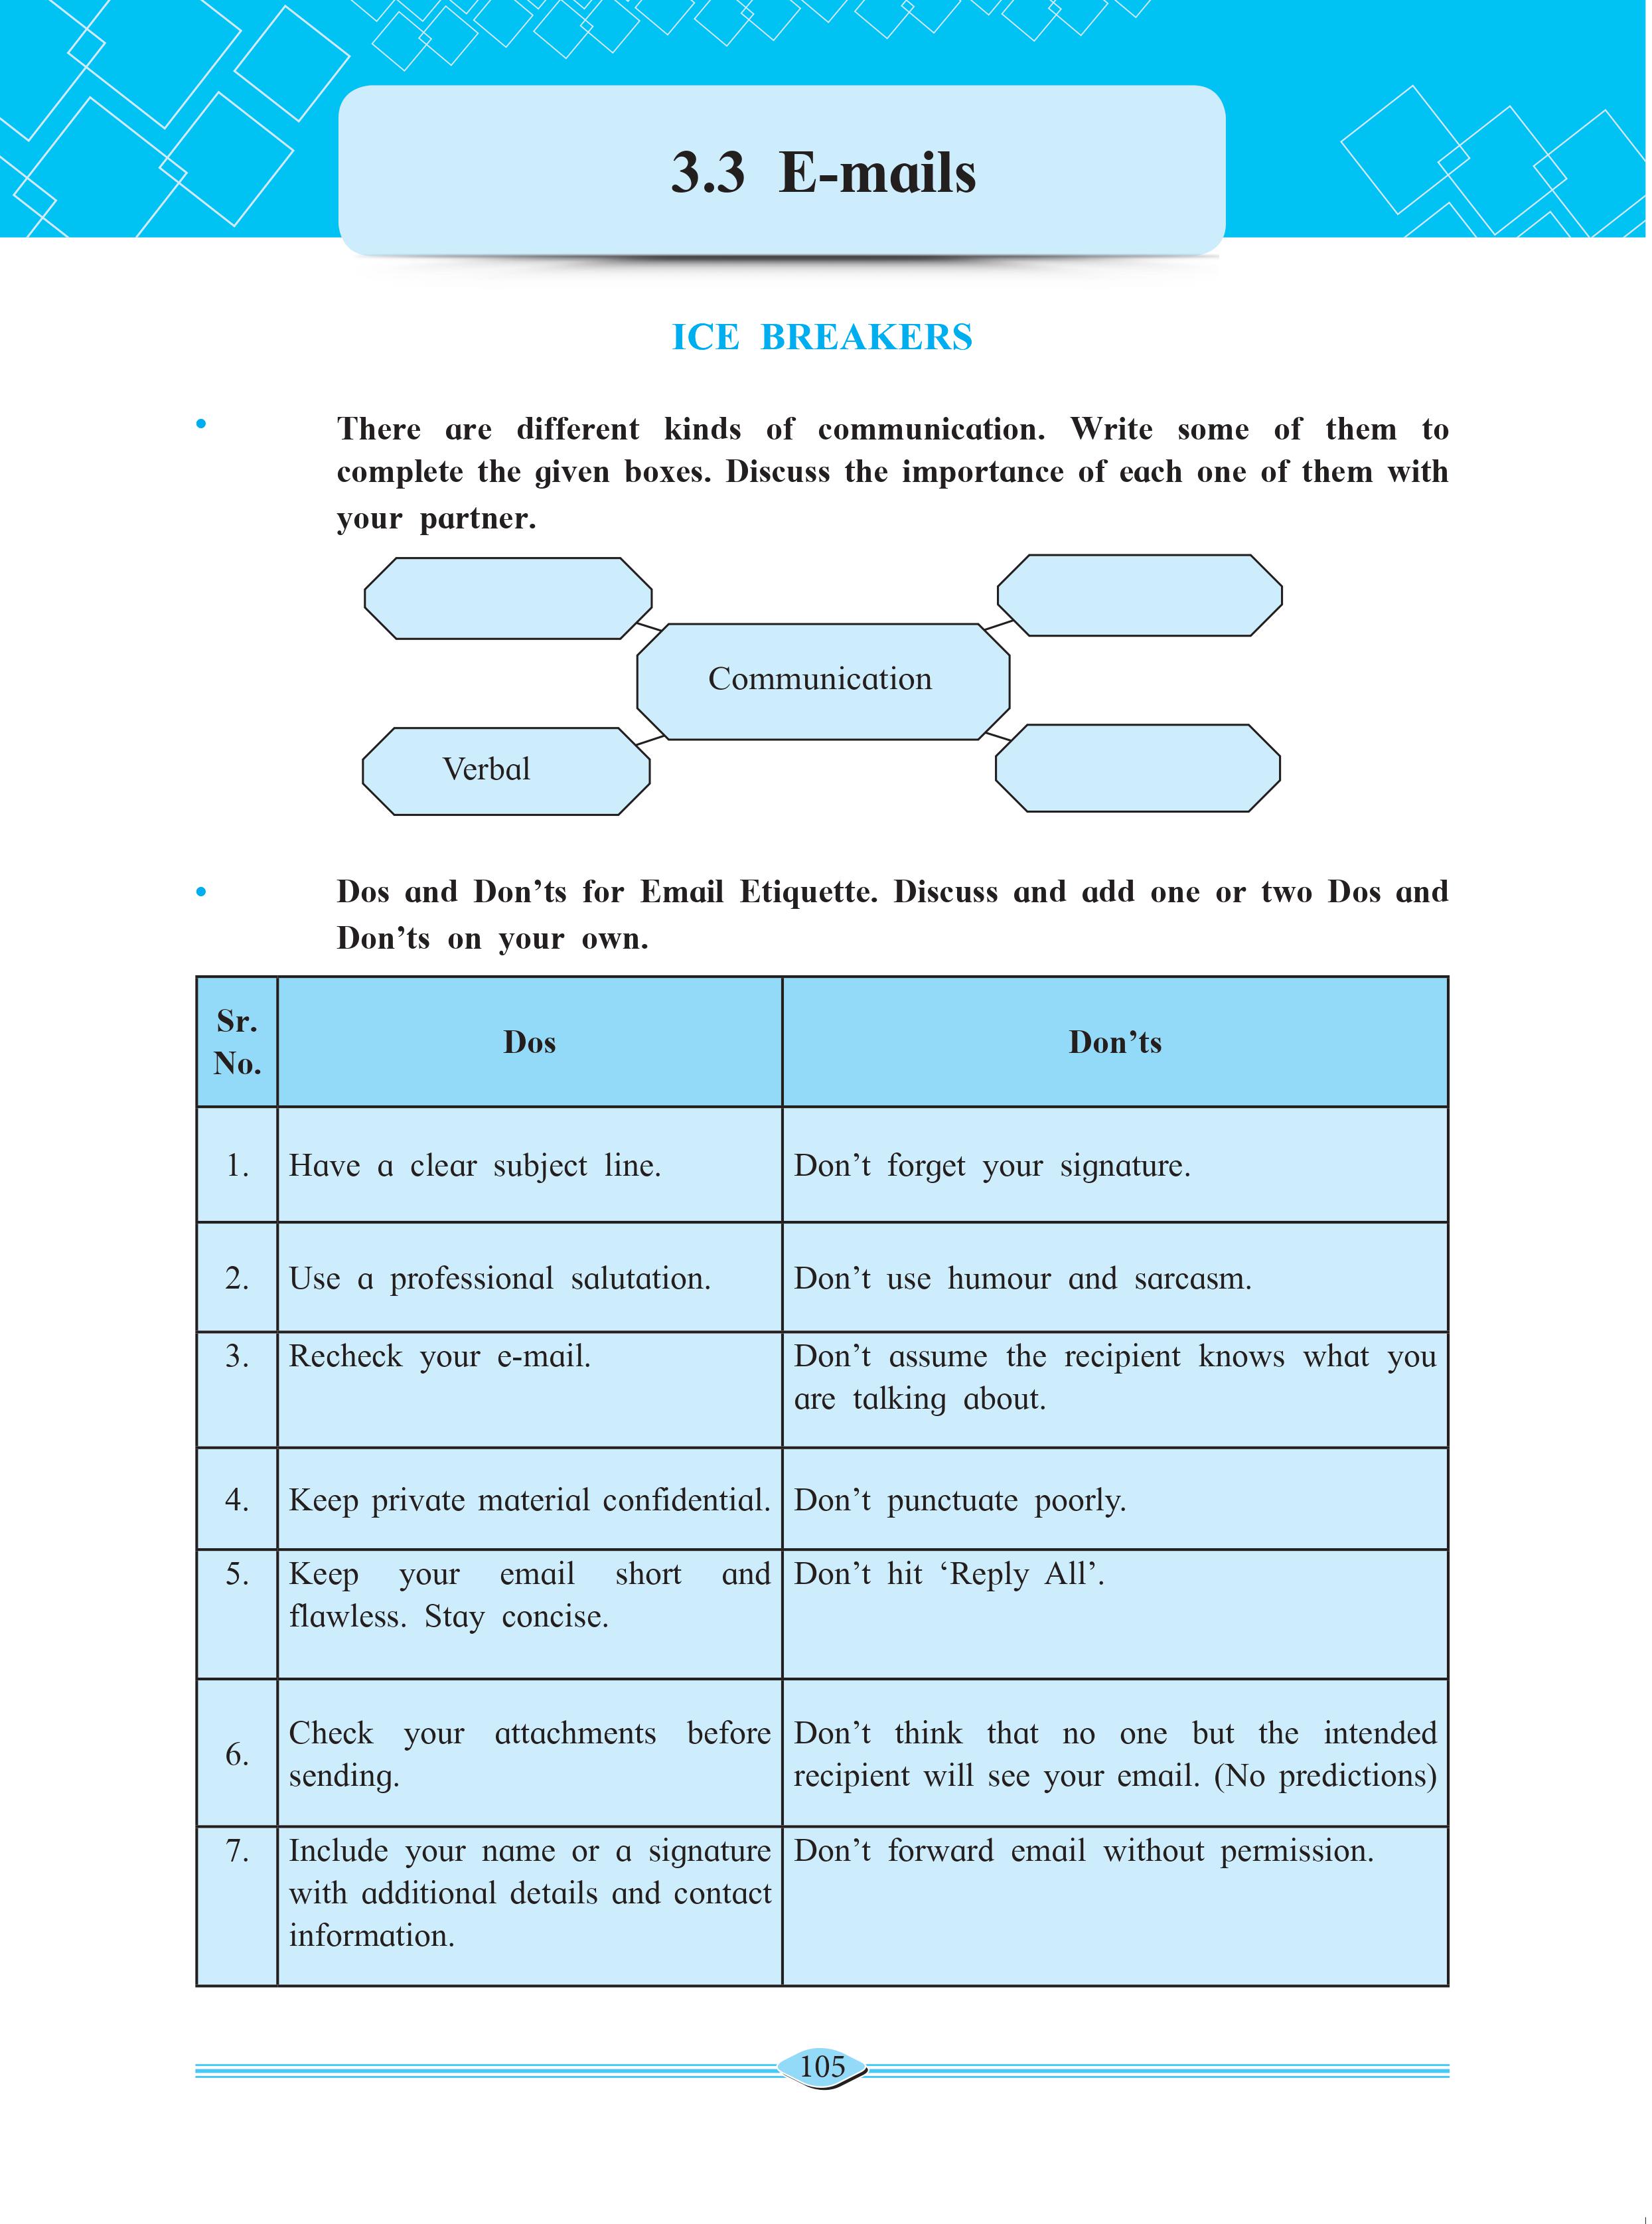 3.3 E-mails
ICE BREAKERS
• There are different kinds of communication. Write some of them to
complete the given boxes. Discuss the importance of each one of them with
your partner.
Communication
Verbal
• Dos and Don’ts for Email Etiquette. Discuss and add one or two Dos and
Don’ts on your own.
Sr.
No.
Dos
Don’ts
1.
Have a clear subject line.
Don’t forget your signature.
2.
Use a professional salutation.
Don’t use humour and sarcasm.
3.
Recheck your e-mail.
Don’t assume the recipient knows what you
are talking about.
4.
Keep private material confidential.
Don’t punctuate poorly.
5.
Keep your email short and
flawless. Stay concise.
Don’t hit ‘Reply All’.
6.
Check your attachments before
sending.
Don’t think that no one but the intended
recipient will see your email. (No predictions)
7.
Include your name or a signature
with additional details and contact
information.
Don’t forward email without permission.
105